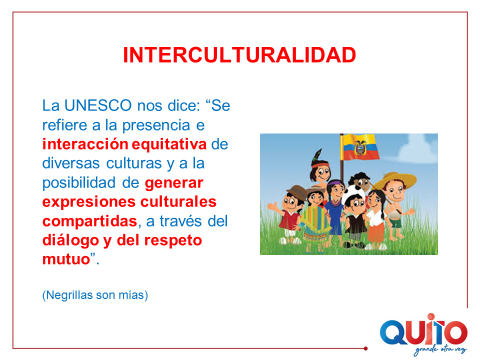 INTERCULTURALIDAD
La UNESCO nos dice: “Se
refiere a la presencia e
interacción equitativa de
diversas culturas y a la
posibilidad de generar
expresiones culturales
compartidas, a través del
diálogo y del respeto
mutuo”.
(Negrillas son mías)
QUITO
grande otra vez